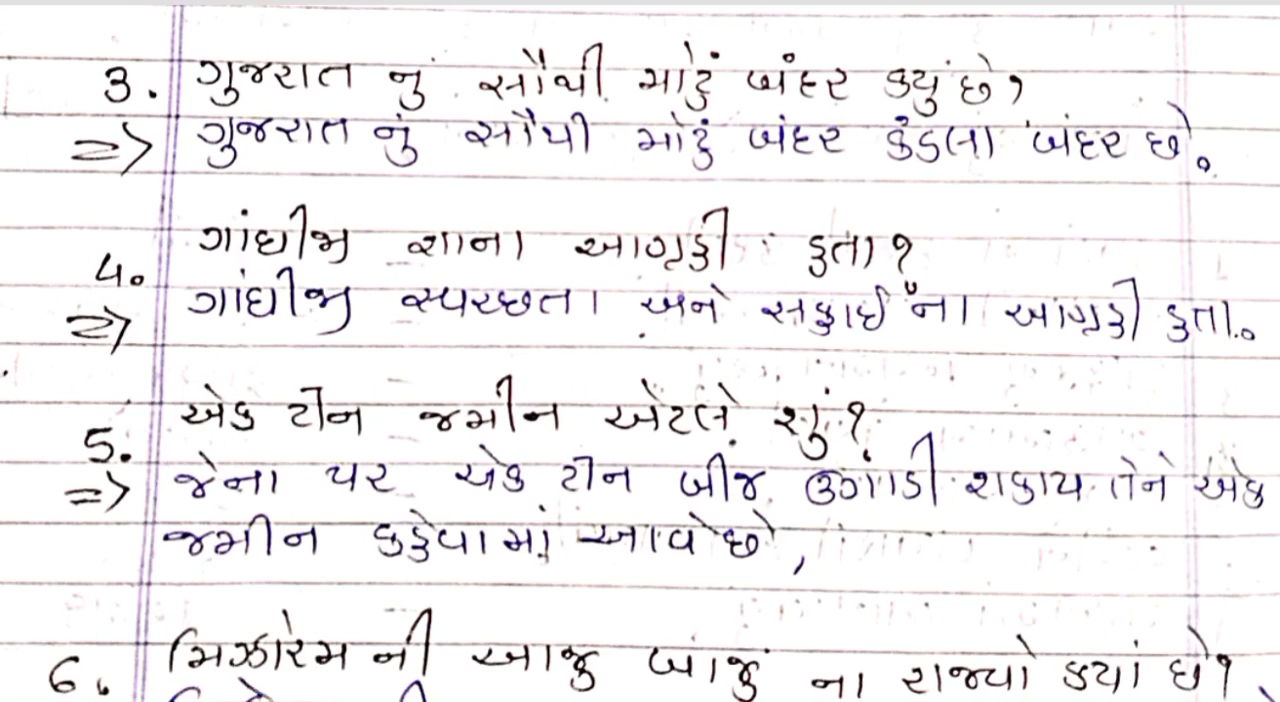 3. ગુજરાત નું સૌથી મોટું બંદર કયું છે?
=> ગુજરાત નું સૌથી મોટું બંદર કંડલા બંદર છે.
4. ગાંધીજી શાના આગ્રહી હતા?
=> ગાંધીજી સ્વચ્છતા અને સફાઈ ના આગ્રહી હતા.
5. એક ટીન જમીન એટલે શું?
=> જેના પર એક ટીન બીજ ઉગાડી શકાય તેને એક
જમીન કહેવામાં આવે છે,
6. મિઝોરમ ની આજુ બાજુ ના રાજ્યો કયાં છે?